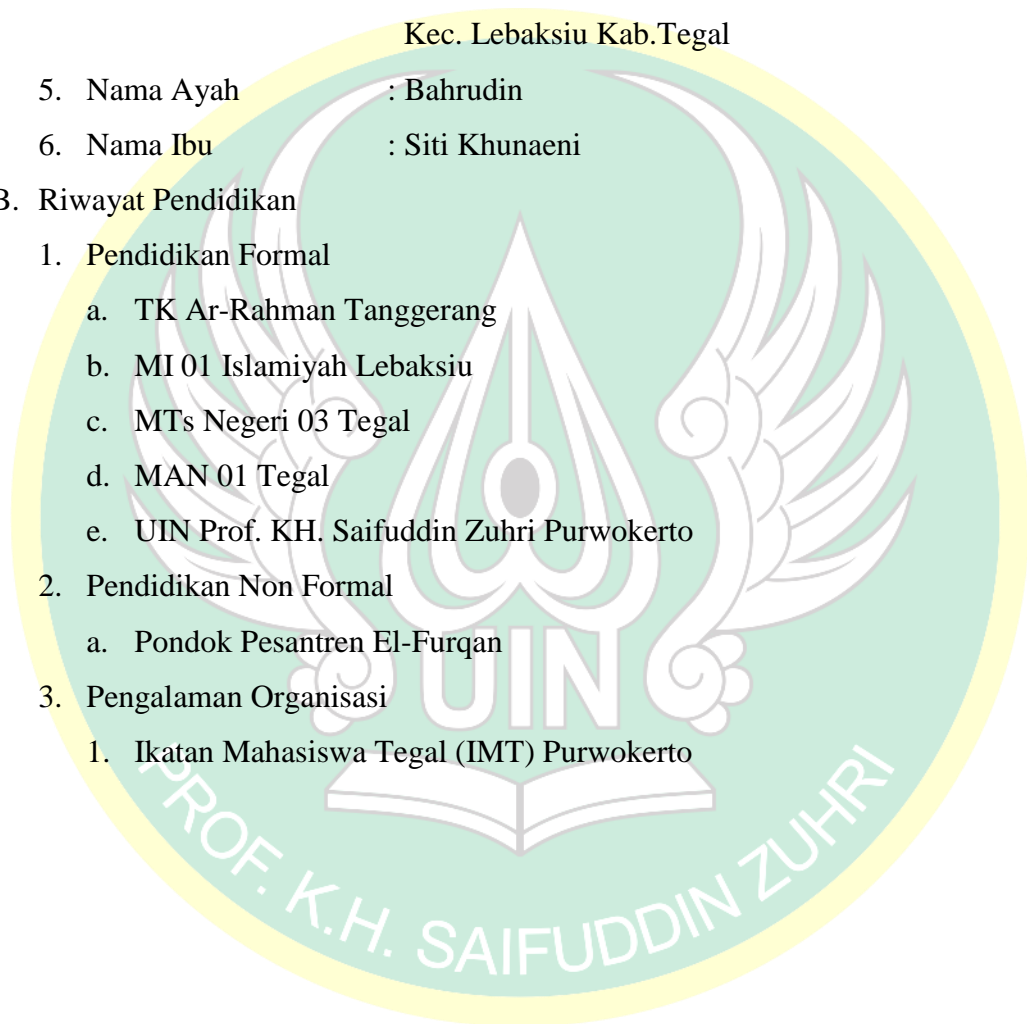 Kec. Lebaksiu Kab.Tegal
5. Nama Ayah : Bahrudin
6. Nama Ibu : Siti Khunaeni
B. Riwayat Pendidikan
1. Pendidikan Formal
a. TK Ar-Rahman Tanggerang
b. MI 01 Islamiyah Lebaksiu
c. MTs Negeri 03 Tegal
d. MAN 01 Tegal
e. UIN Prof. KH. Saifuddin Zuhri Purwokerto
2. Pendidikan Non Formal
a. Pondok Pesantren El-Furqan
3. Pengalaman Organisasi
1. Ikatan Mahasiswa Tegal (IMT) Purwokerto
UIN
PROF. K.H. SAIFUDDIN ZUHRI